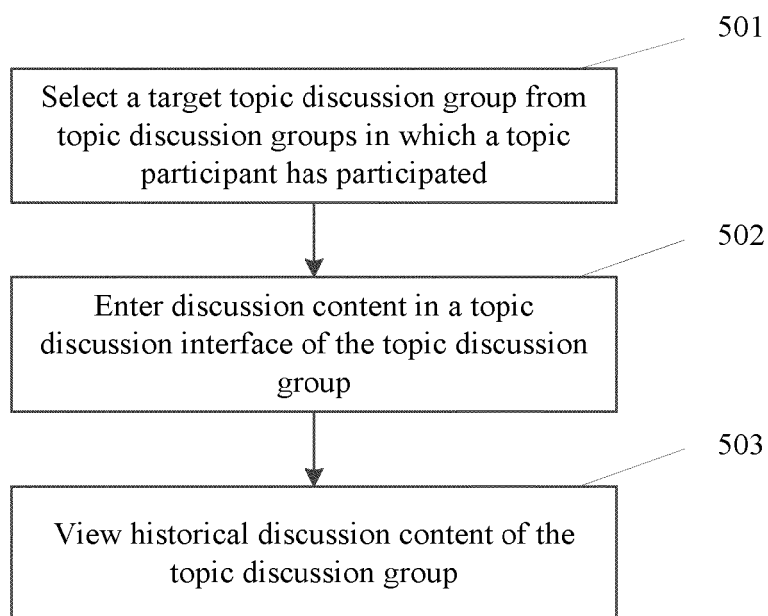 501
Select a target topic discussion group from
topic discussion groups in which a topic
participant has participated
502
Enter discussion content in a topic
discussion interface of the topic discussion
group
503
View historical discussion content of the
topic discussion group